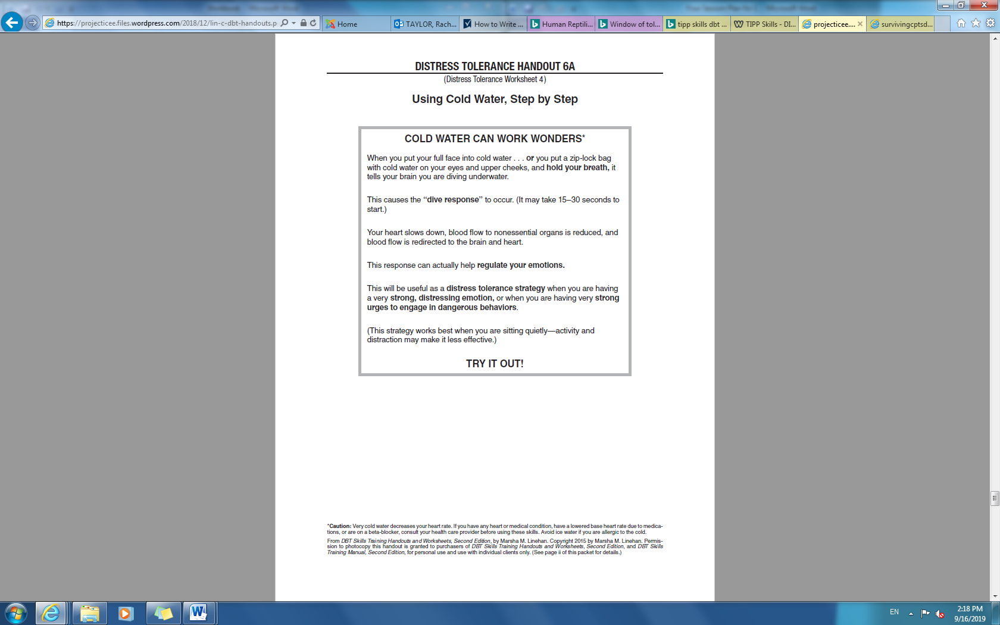 https://projecticee.files.wordpress.com/2018/12/lin-c-dbt-handouts.p
Home
TAYLOR, Rach...
How to Write ...
Human Reptili...
Window of tol...
tipp skills dbt ...
TIPP Skills - DI...
projecticee....
survivingcptsd...
DISTRESS TOLERANCE HANDOUT 6A
(Distress Tolerance Worksheet 4)
Using Cold Water, Step by Step
COLD WATER CAN WORK WONDERS*
When you put your full face into cold water . . . or you put a zip-lock bag
with cold water on your eyes and upper cheeks, and hold your breath, it
tells your brain you are diving underwater.
This causes the “dive response” to occur. (It may take 15–30 seconds to
start.)
Your heart slows down, blood flow to nonessential organs is reduced, and
blood flow is redirected to the brain and heart.
This response can actually help regulate your emotions.
This will be useful as a distress tolerance strategy when you are having
a very strong, distressing emotion, or when you are having very strong
urges to engage in dangerous behaviors.
(This strategy works best when you are sitting quietly—activity and
distraction may make it less effective.)
TRY IT OUT!
*Caution: Very cold water decreases your heart rate. If you have any heart or medical condition, have a lowered base heart rate due to medica-
tions, or are on a beta-blocker, consult your health care provider before using these skills. Avoid ice water if you are allergic to the cold.
From DBT Skills Training Handouts and Worksheets, Second Edition, by Marsha M. Linehan. Copyright 2015 by Marsha M. Linehan. Permis-
sion to photocopy this handout is granted to purchasers of DBT Skills Training Handouts and Worksheets, Second Edition, and DBT Skills
Training Manual, Second Edition, for personal use and use with individual clients only. (See page ii of this packet for details.)
EN
2:18 PM
9/16/2019